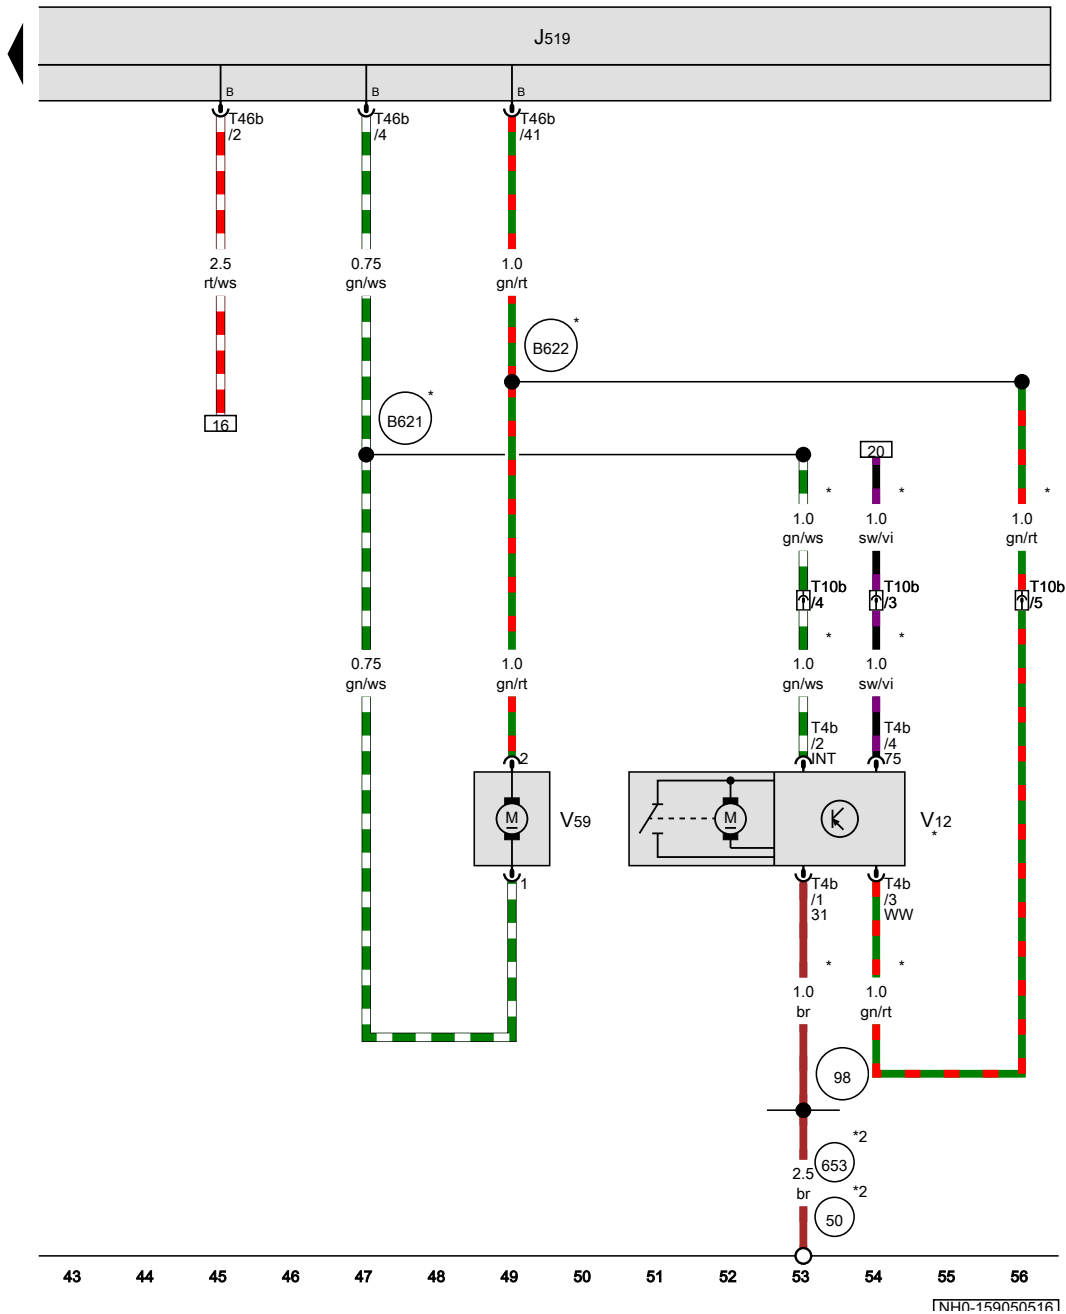 J519
B B B
T46b T46b T46b
/2 /4 /41
2.5 0.75 1.0
rt/ws gn/ws gn/rt
*
B622
*
B621
16
20
* * *
1.0 1.0 1.0
gn/ws sw/vi gn/rt
T10b T10b T10b
/4 /3 /5
* *
0.75 1.0 1.0 1.0
gn/ws gn/rt gn/ws sw/vi
T4b T4b
/2 /4
2 INT 75
M V59 M V12
*
1 T4b T4b
/1 /3
31 WW
* *
1.0 1.0
br gn/rt
98
*2
653
2.5
br *2
50
43 44 45 46 47 48 49 50 51 52 53 54 55 56
NH0-159050516